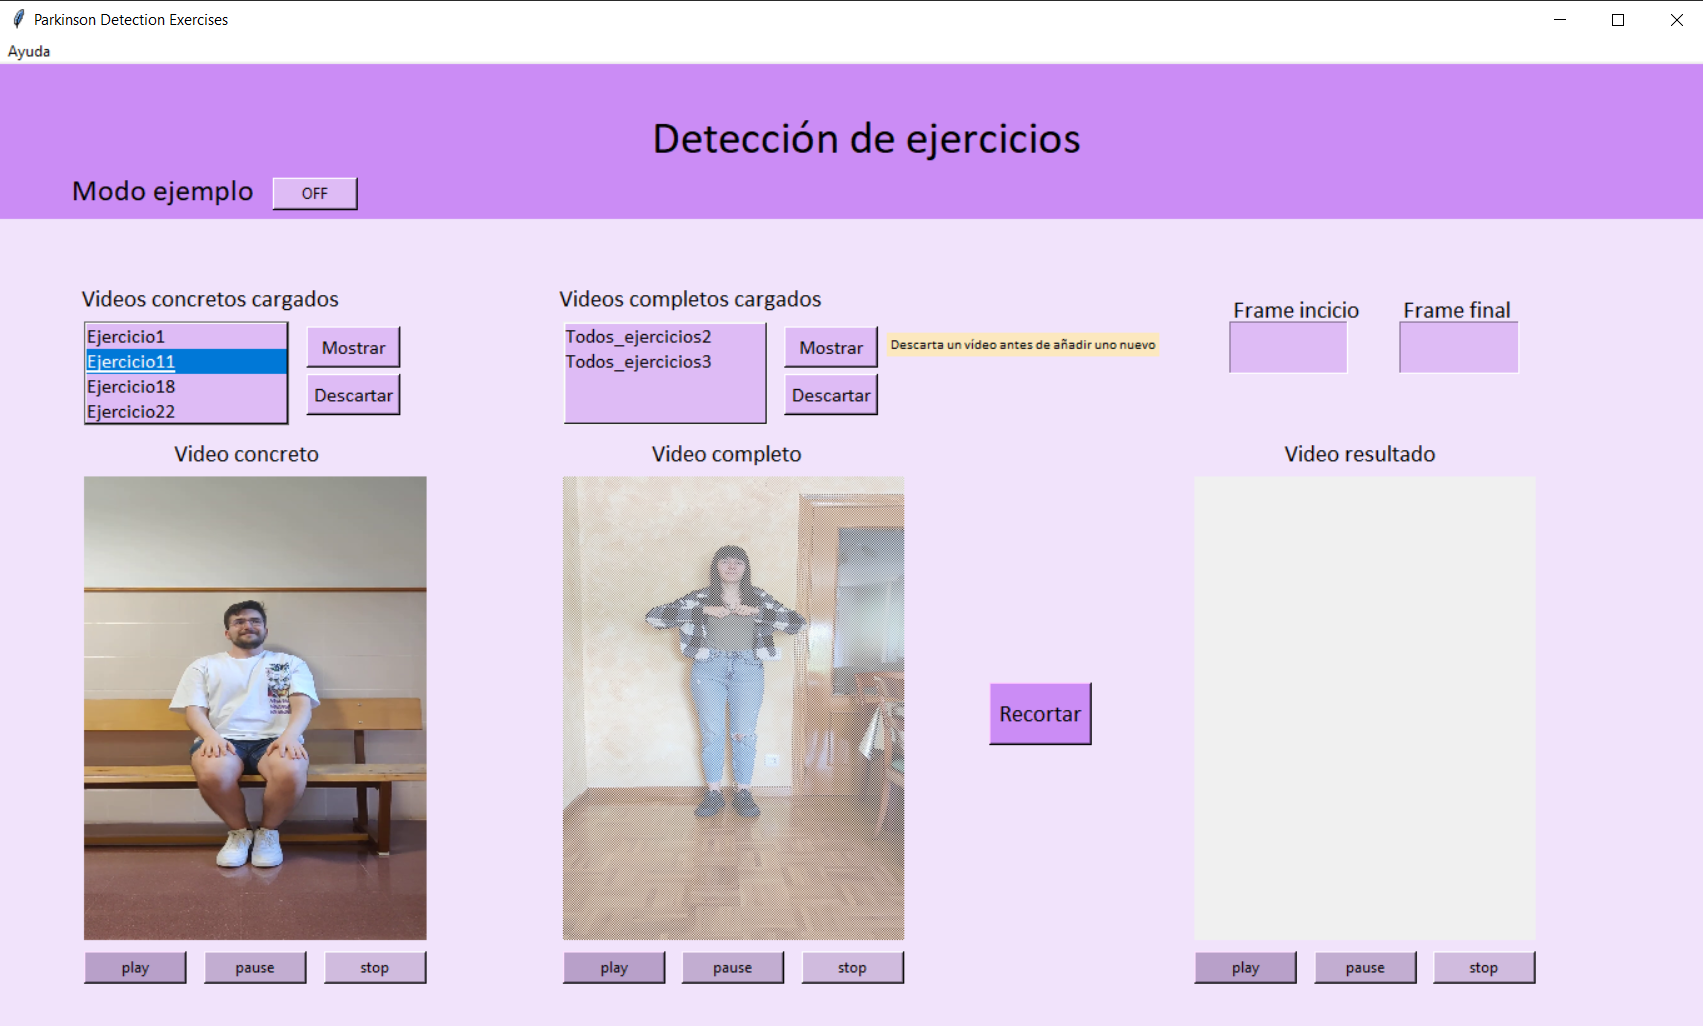 Parkinson Detection Exercises
Ayuda
Detección de ejercicios
Modo ejemplo
OFF
Videos concretos cargados
Ejercicio1
Ejercicio11
Ejercicio18
Ejercicio22
Mostrar
Descartar
Videos completos cargados
Todos_ejercicios2
Todos_ejercicios3
Mostrar
Descartar
Descarta un vídeo antes de añadir uno nuevo
Frame incicio
Frame final
Video concreto
Video completo
Video resultado
Recortar
play
pause
stop
play
pause
stop
play
pause
stop